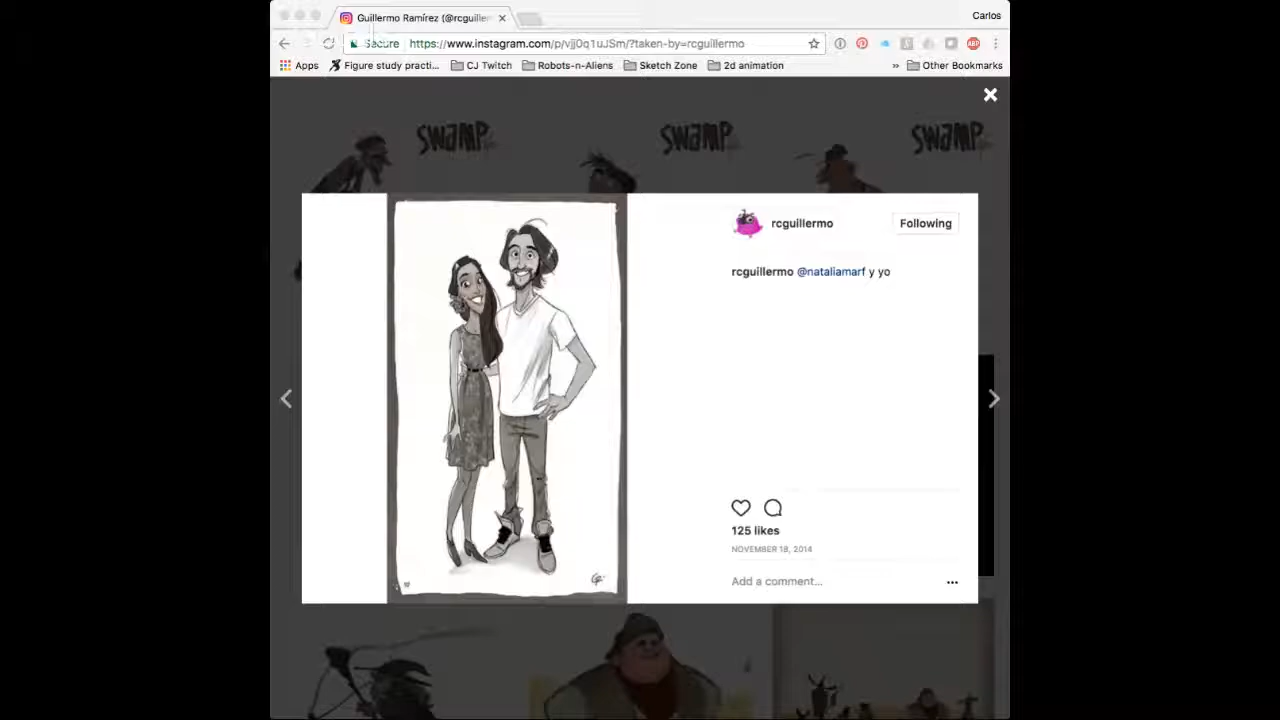 Guillermo Ramírez (@rcguiller
Carlos
Secure https://www.instagram.com/p/vjj0q1uJSm/?taken-by=rcguillermo
ABP
Apps Figure study practi... CJ Twitch Robots-n-Aliens Sketch Zone 2d animation » Other Bookmarks
SWAMP SWAMP SWAMP
rcguillermo Following
rcguillermo @nataliamarf y yo
125 likes
NOVEMBER 18, 2014
Add a comment...